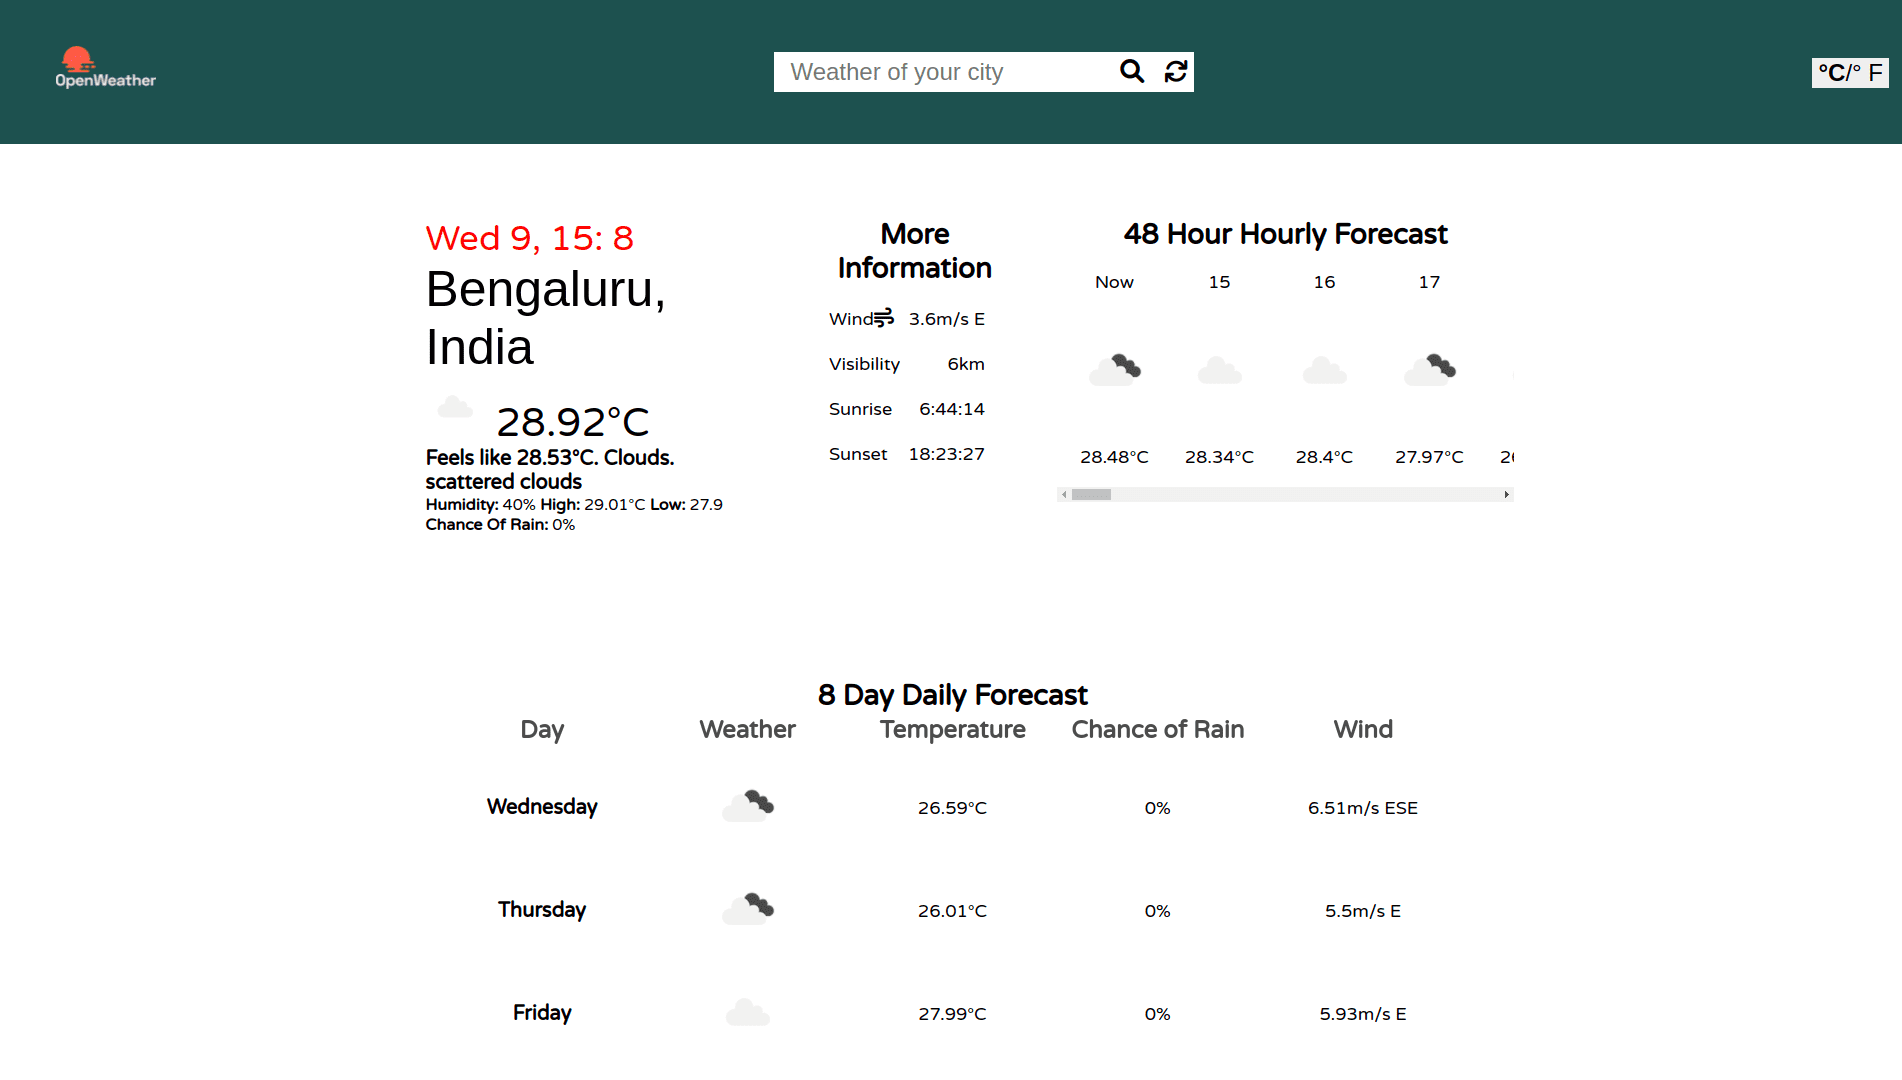 OpenWeather
Weather of your city
°C/° F
Wed 9, 15: 8
Bengaluru,
India
28.92°C
Feels like 28.53°C. Clouds.
scattered clouds
Humidity: 40% High: 29.01°C Low: 27.9
Chance Of Rain: 0%
More
Information
Wind 3.6m/s E
Visibility 6km
Sunrise 6:44:14
Sunset 18:23:27
48 Hour Hourly Forecast
Now 15 16 17
28.48°C 28.34°C 28.4°C 27.97°C
8 Day Daily Forecast
Day Weather Temperature Chance of Rain Wind
Wednesday 26.59°C 0% 6.51m/s ESE
Thursday 26.01°C 0% 5.5m/s E
Friday 27.99°C 0% 5.93m/s E